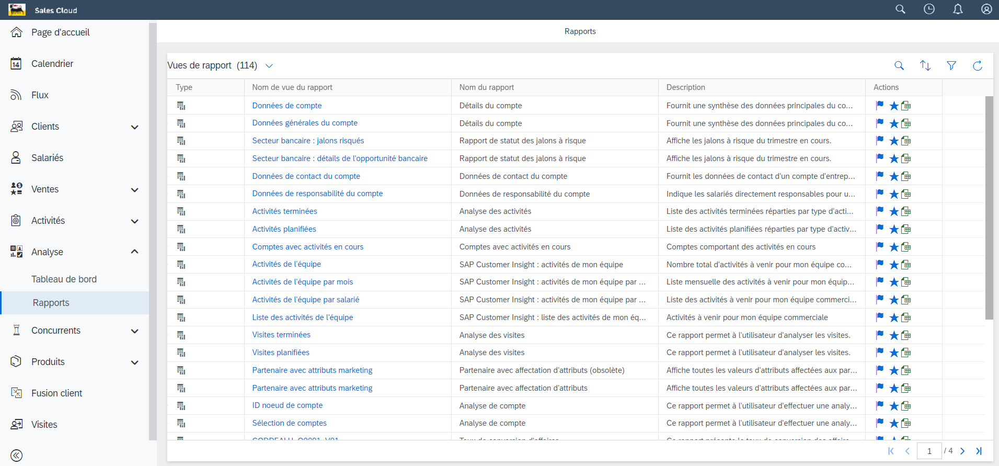 Sales Cloud
Page d'accueil
14
Calendrier
Flux
Clients
Salariés
Ventes
Activités
Analyse
Tableau de bord
Rapports
Concurrents
Produits
Fusion client
Visites
Rapports
Vues de rapport (114)
Type Nom de vue du rapport Nom du rapport Description Actions
Données de compte Détails du compte Fournit une synthèse des données principales du co...
Données générales du compte Détails du compte Fournit une synthèse des données principales du co...
Secteur bancaire : jalons risqués Rapport de statut des jalons à risque Affiche les jalons à risque du trimestre en cours.
Secteur bancaire : détails de l'opportunité bancaire Rapport de statut des jalons à risque Affiche les jalons à risque du trimestre en cours.
Données de contact du compte Données de contact du compte Fournit les données de contact d'un compte d'entrep...
Données de responsabilité du compte Données de responsabilité du compte Indique les salariés directement responsables pour u...
Activités terminées Analyse des activités Liste des activités terminées réparties par type d'acti...
Activités planifiées Analyse des activités Liste des activités planifiées réparties par type d'activ...
Comptes avec activités en cours Comptes avec activités en cours Comptes comportant des activités en cours
Activités de l'équipe SAP Customer Insight : activités de mon équipe Nombre total d'activités à venir pour mon équipe co...
Activités de l'équipe par mois SAP Customer Insight : activités de mon équipe par ... Liste mensuelle des activités à venir pour mon équip...
Activités de l'équipe par salarié SAP Customer Insight : activités de mon équipe par ... Liste des activités à venir pour mon équipe commerci...
Liste des activités de l'équipe SAP Customer Insight : liste des activités de mon éq... Activités à venir pour mon équipe commerciale
Visites terminées Analyse des visites Ce rapport permet à l'utilisateur d'analyser les visites.
Visites planifiées Analyse des visites Ce rapport permet à l'utilisateur d'analyser les visites.
Partenaire avec attributs marketing Partenaire avec affectation d'attributs (obsolète) Affiche toutes les valeurs d'attributs affectées aux par...
Partenaire avec attributs marketing Partenaire avec affectation d'attributs Affiche toutes les valeurs d'attributs affectées aux par...
ID noeud de compte Analyse de compte Ce rapport permet à l'utilisateur d'effectuer une analy...
Sélection de comptes Analyse de compte Ce rapport permet à l'utilisateur d'effectuer une analy...
1 / 4